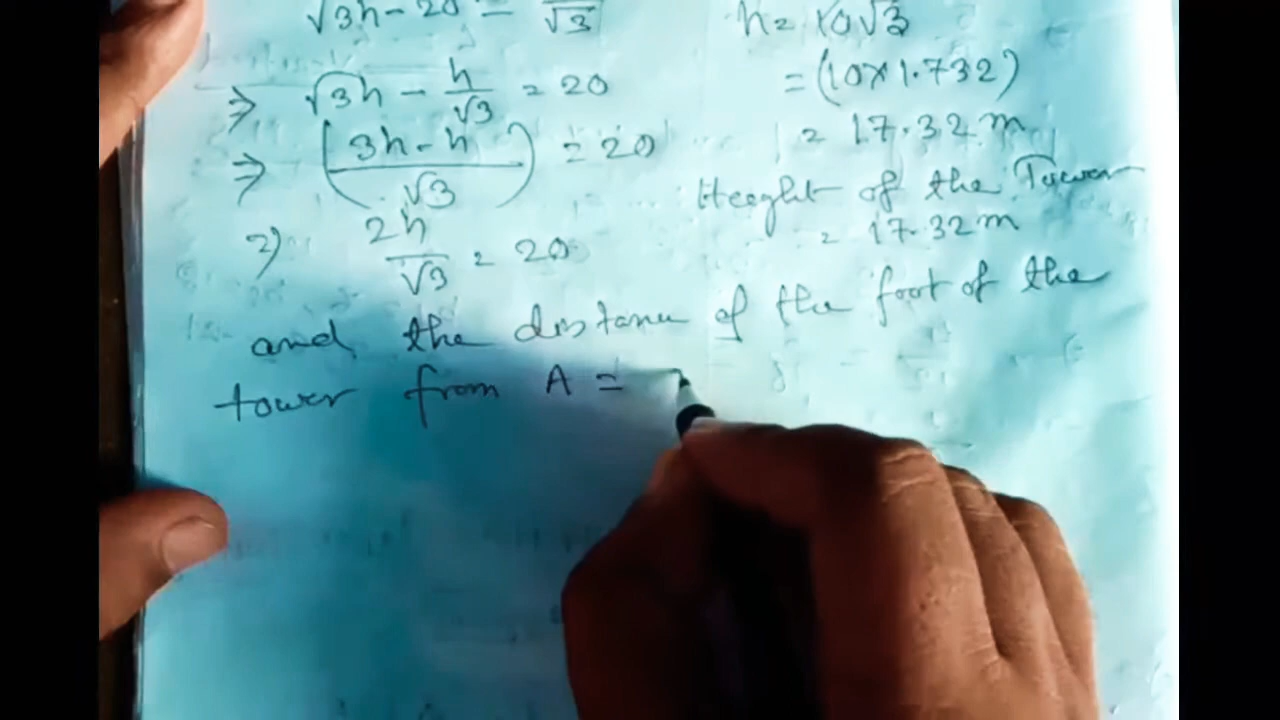 √3h - 20 = /√3
⇒ √3h - h/√3 = 20
⇒ (3h - h/√3) = 20
⇒ 2h/√3 = 20
h = 10√3
= (10×1.732)
= 17.32 m
Height of the Tower
= 17.32m
and the distance of the foot of the
tower from A =